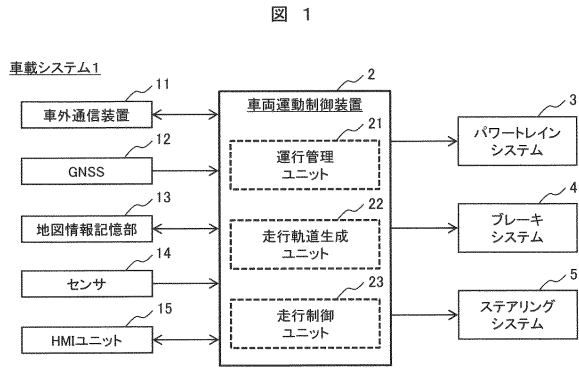 図 1
車載システム1
11
車外通信装置
12
GNSS
13
地図情報記憶部
14
センサ
15
HMIユニット
2
車両運動制御装置
21
運行管理
ユニット
22
走行軌道生成
ユニット
23
走行制御
ユニット
3
パワートレイン
システム
4
ブレーキ
システム
5
ステアリング
システム